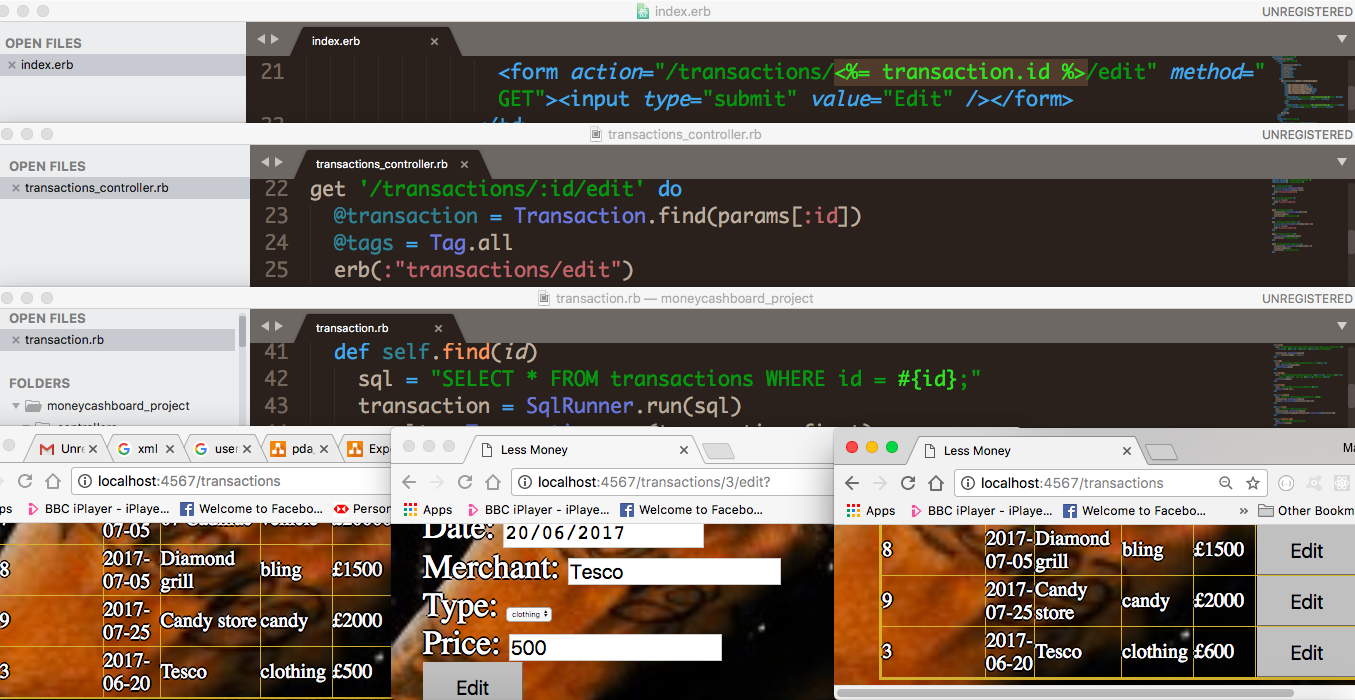 index.erb
UNREGISTERED
OPEN FILES
index.erb
index.erb
21 <form action="/transactions/<%= transaction.id %>/edit" method="
GET"><input type="submit" value="Edit" /></form>
transactions_controller.rb
UNREGISTERED
OPEN FILES
transactions_controller.rb
transactions_controller.rb
22 get '/transactions/:id/edit' do
23 @transaction = Transaction.find(params[:id])
24 @tags = Tag.all
25 erb(:"transactions/edit")
transaction.rb — moneycashboard_project
UNREGISTERED
OPEN FILES
transaction.rb
FOLDERS
moneycashboard_project
transaction.rb
41 def self.find(id)
42 sql = "SELECT * FROM transactions WHERE id = #{id};"
43 transaction = SqlRunner.run(sql)
Unr
xml
user
pda
Exp
localhost:4567/transactions
ps BBC iPlayer - iPlaye... Welcome to Facebo... Person
07-05
8 2017-07-05 Diamond grill bling £1500
9 2017-07-25 Candy store candy £2000
3 2017-06-20 Tesco clothing £500
Less Money
localhost:4567/transactions/3/edit?
Apps BBC iPlayer - iPlaye... Welcome to Facebo...
Date: 20/06/2017
Merchant: Tesco
Type: clothing
Price: 500
Edit
Less Money
Ma
localhost:4567/transactions
Apps BBC iPlayer - iPlaye... Welcome to Facebo... » Other Bookm
8 2017-07-05 Diamond grill bling £1500 Edit
9 2017-07-25 Candy store candy £2000 Edit
3 2017-06-20 Tesco clothing £600 Edit